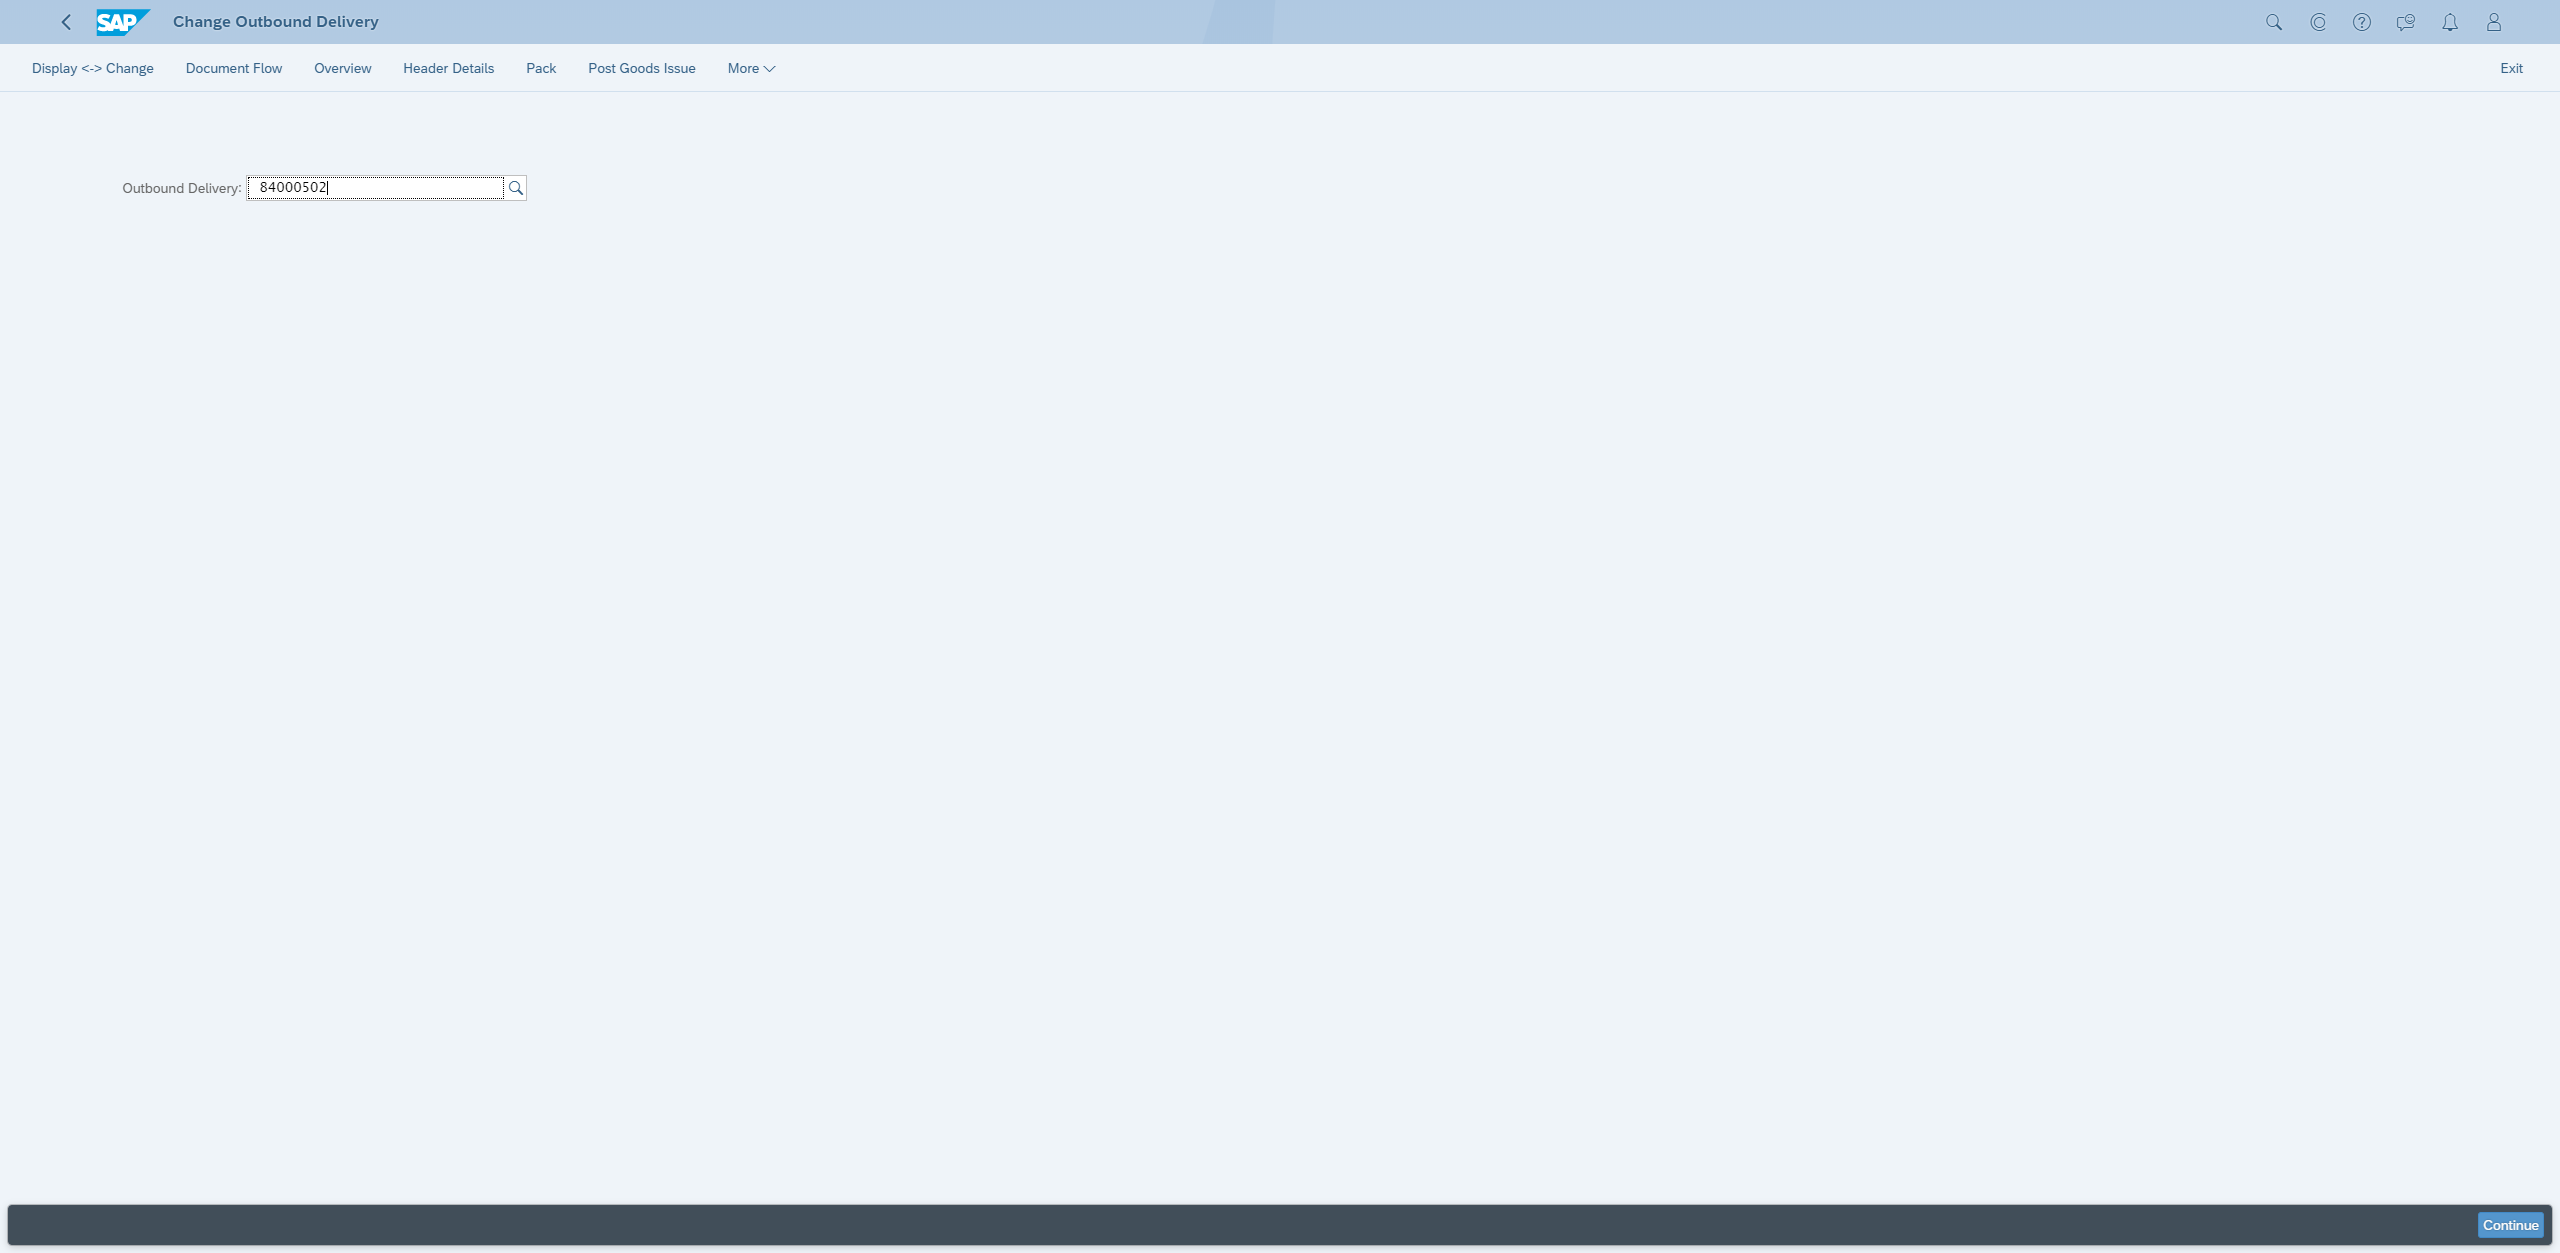 SAP Change Outbound Delivery
Display <-> Change Document Flow Overview Header Details Pack Post Goods Issue More Exit
Outbound Delivery: 84000502
Continue